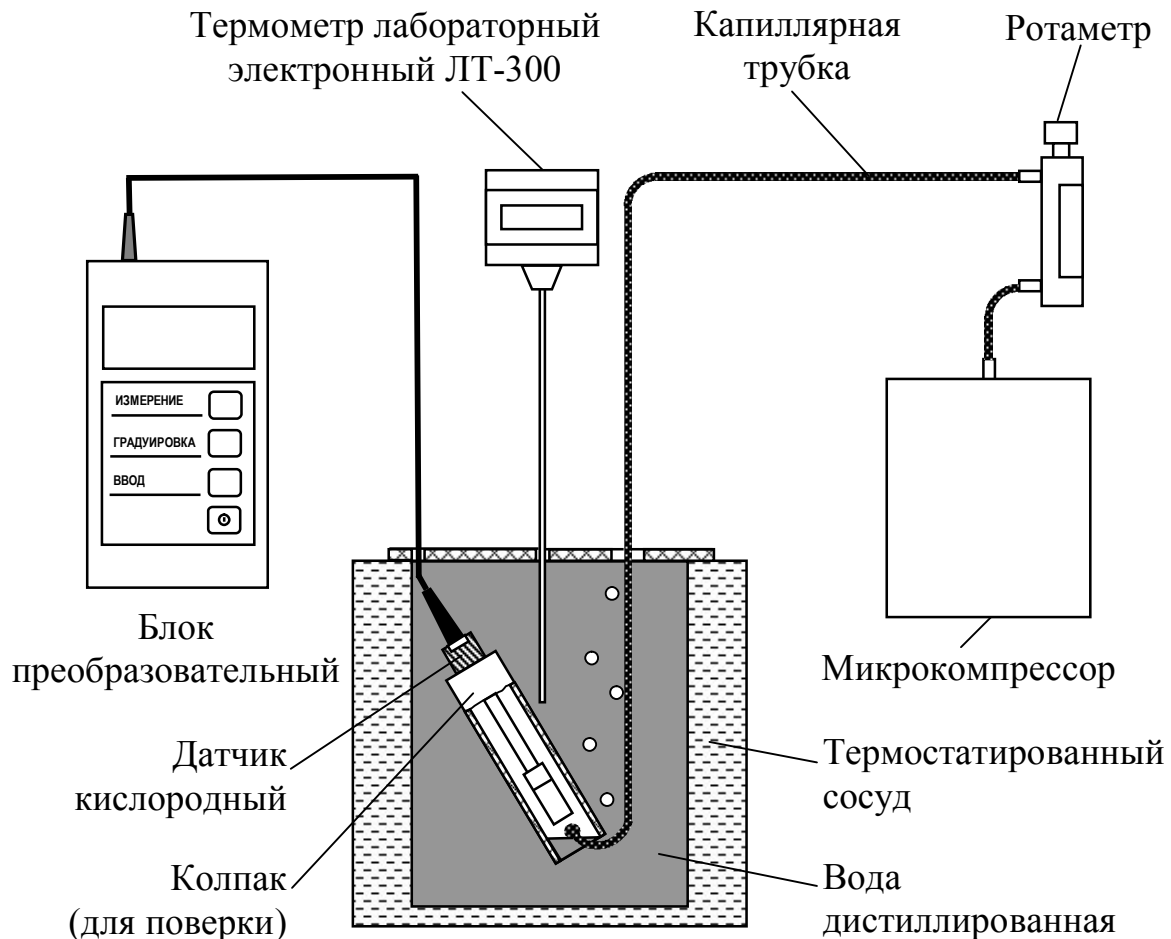 Термометр лабораторный
электронный ЛТ-300
Капиллярная
трубка
Ротаметр
ИЗМЕРЕНИЕ
ГРАДУИРОВКА
ВВОД
Блок
преобразовательный
Микрокомпрессор
Датчик
кислородный
Термостатированный
сосуд
Колпак
(для поверки)
Вода
дистиллированная